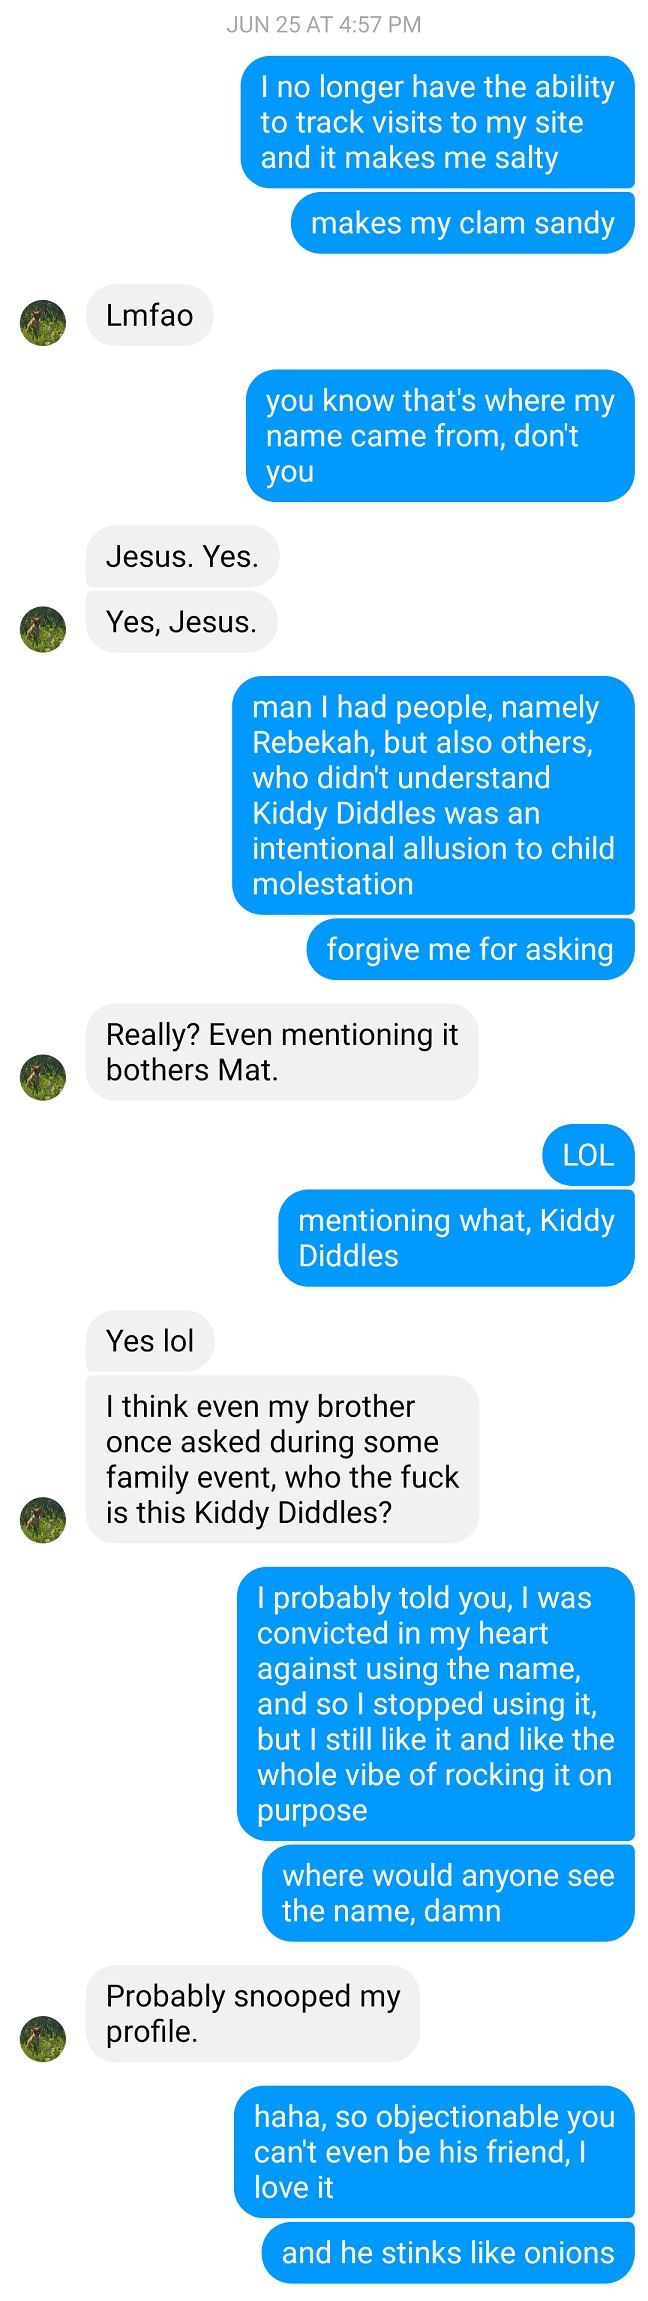 JUN 25 AT 4:57 PM
I no longer have the ability
to track visits to my site
and it makes me salty
makes my clam sandy
Lmfao
you know that's where my
name came from, don't
you
Jesus. Yes.
Yes, Jesus.
man I had people, namely
Rebekah, but also others,
who didn't understand
Kiddy Diddles was an
intentional allusion to child
molestation
forgive me for asking
Really? Even mentioning it
bothers Mat.
LOL
mentioning what, Kiddy
Diddles
Yes lol
I think even my brother
once asked during some
family event, who the fuck
is this Kiddy Diddles?
I probably told you, I was
convicted in my heart
against using the name,
and so I stopped using it,
but I still like it and like the
whole vibe of rocking it on
purpose
where would anyone see
the name, damn
Probably snooped my
profile.
haha, so objectionable you
can't even be his friend, I
love it
and he stinks like onions